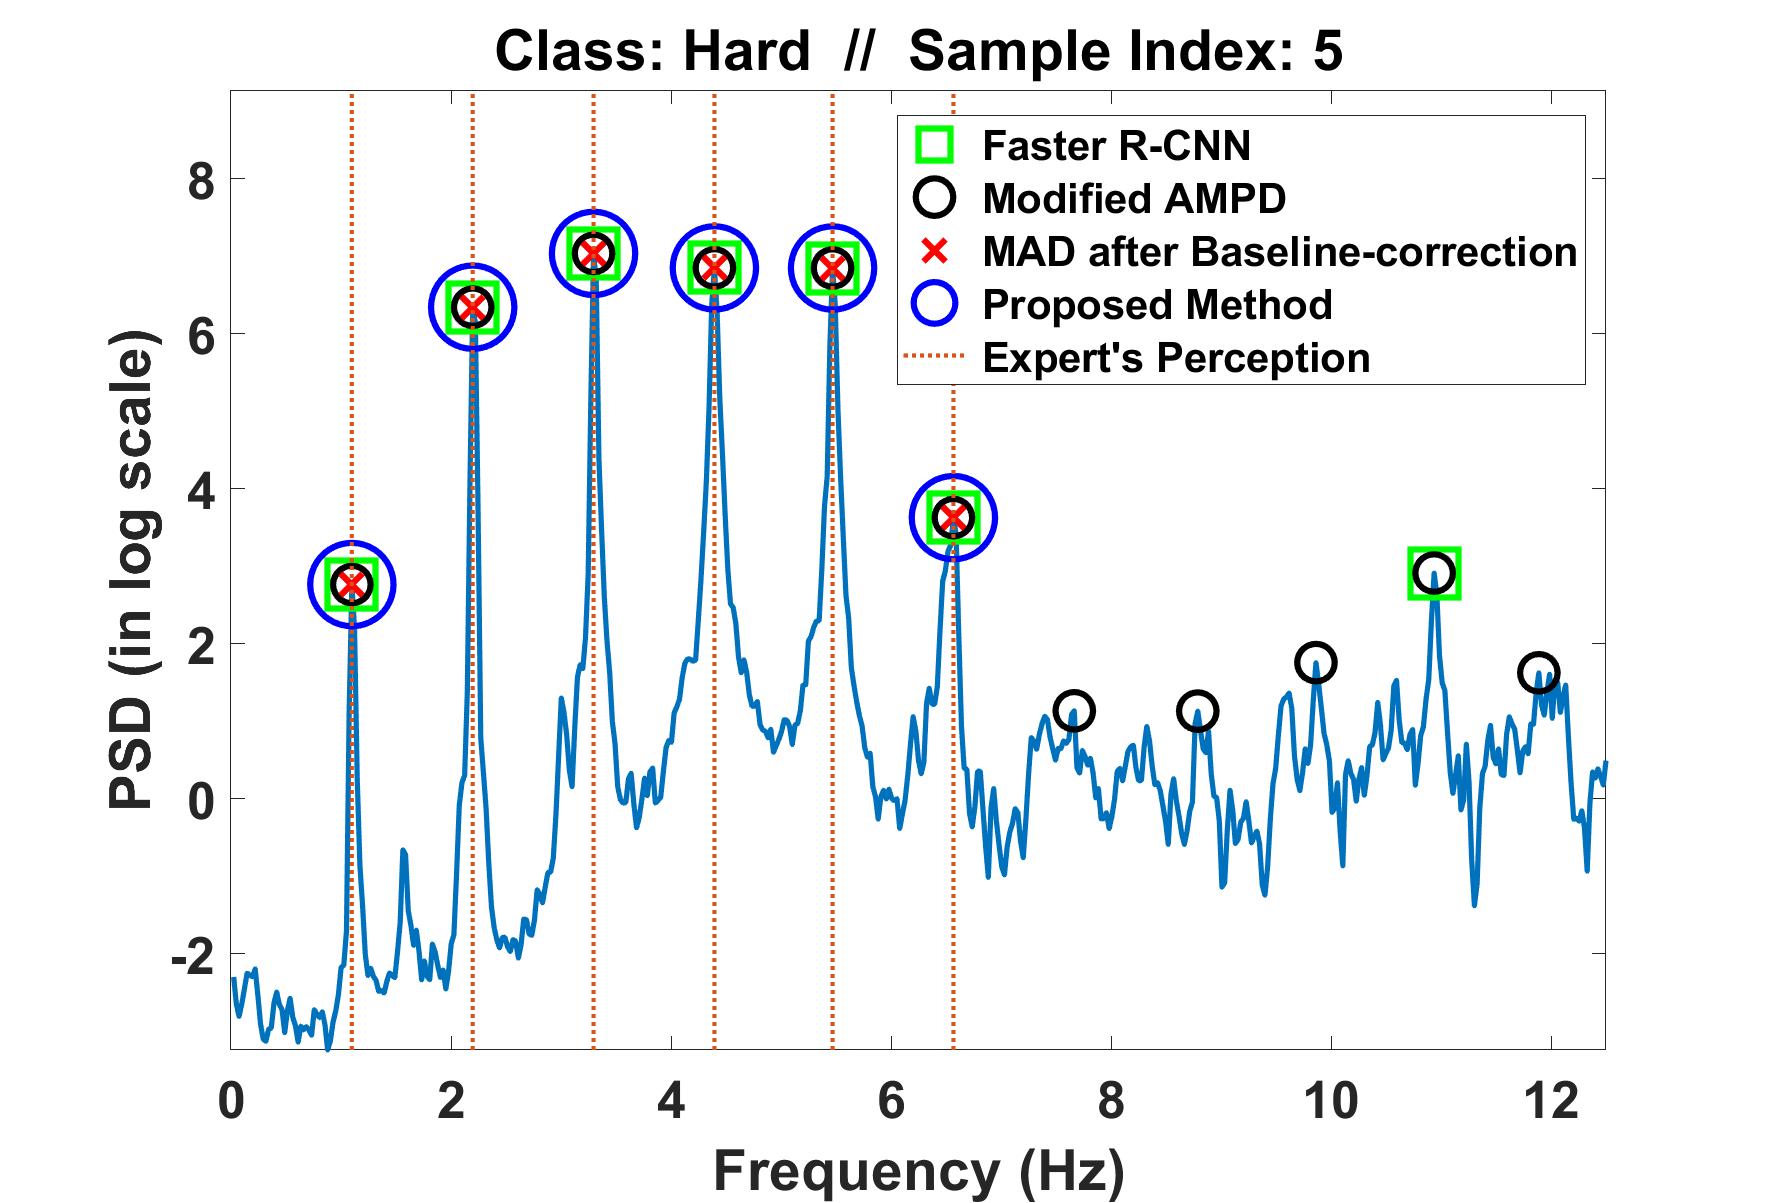 Class: Hard // Sample Index: 5
Faster R-CNN
Modified AMPD
MAD after Baseline-correction
Proposed Method
Expert's Perception
8
6
4
2
0
-2
PSD (in log scale)
0 2 4 6 8 10 12
Frequency (Hz)